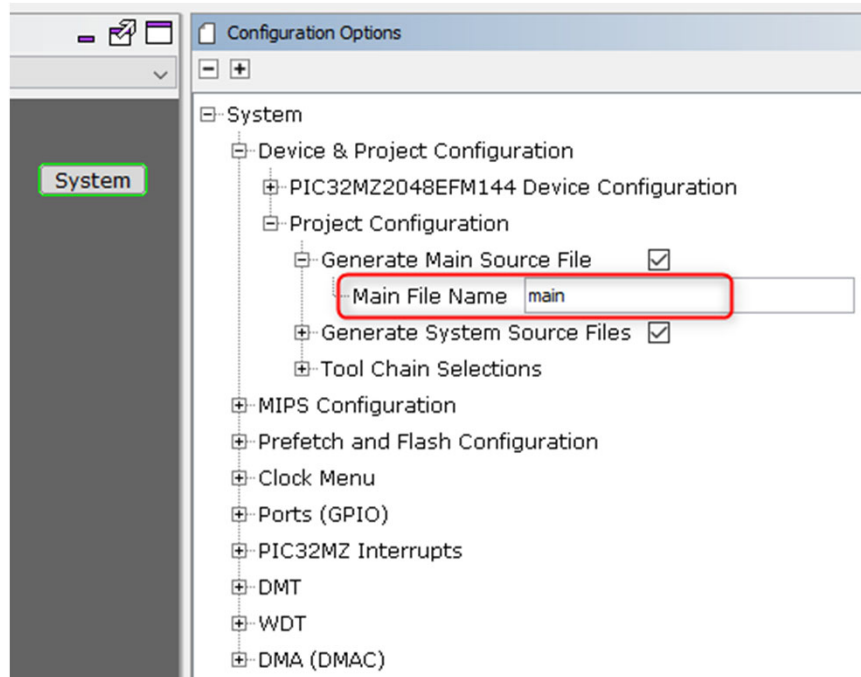 Configuration Options
System
Device & Project Configuration
System
PIC32MZ2048EFM144 Device Configuration
Project Configuration
Generate Main Source File
Main File Name main
Generate System Source Files
Tool Chain Selections
MIPS Configuration
Prefetch and Flash Configuration
Clock Menu
Ports (GPIO)
PIC32MZ Interrupts
DMT
WDT
DMA (DMAC)